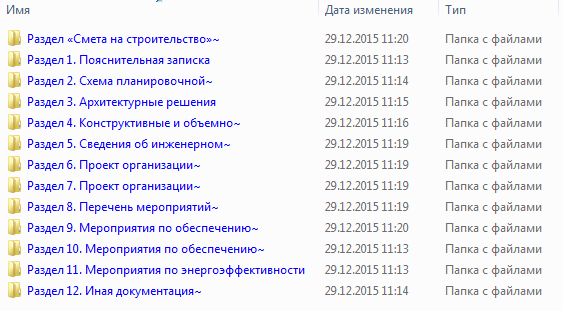 Имя Дата изменения Тип
Раздел «Смета на строительство»~ 29.12.2015 11:20 Папка с файлами
Раздел 1. Пояснительная записка 29.12.2015 11:13 Папка с файлами
Раздел 2. Схема планировочной~ 29.12.2015 11:14 Папка с файлами
Раздел 3. Архитектурные решения 29.12.2015 11:15 Папка с файлами
Раздел 4. Конструктивные и объемно~ 29.12.2015 11:16 Папка с файлами
Раздел 5. Сведения об инженерном~ 29.12.2015 11:19 Папка с файлами
Раздел 6. Проект организации~ 29.12.2015 11:19 Папка с файлами
Раздел 7. Проект организации~ 29.12.2015 11:19 Папка с файлами
Раздел 8. Перечень мероприятий~ 29.12.2015 11:19 Папка с файлами
Раздел 9. Мероприятия по обеспечению~ 29.12.2015 11:20 Папка с файлами
Раздел 10. Мероприятия по обеспечению~ 29.12.2015 11:13 Папка с файлами
Раздел 11. Мероприятия по энергоэффективности 29.12.2015 11:13 Папка с файлами
Раздел 12. Иная документация~ 29.12.2015 11:14 Папка с файлами